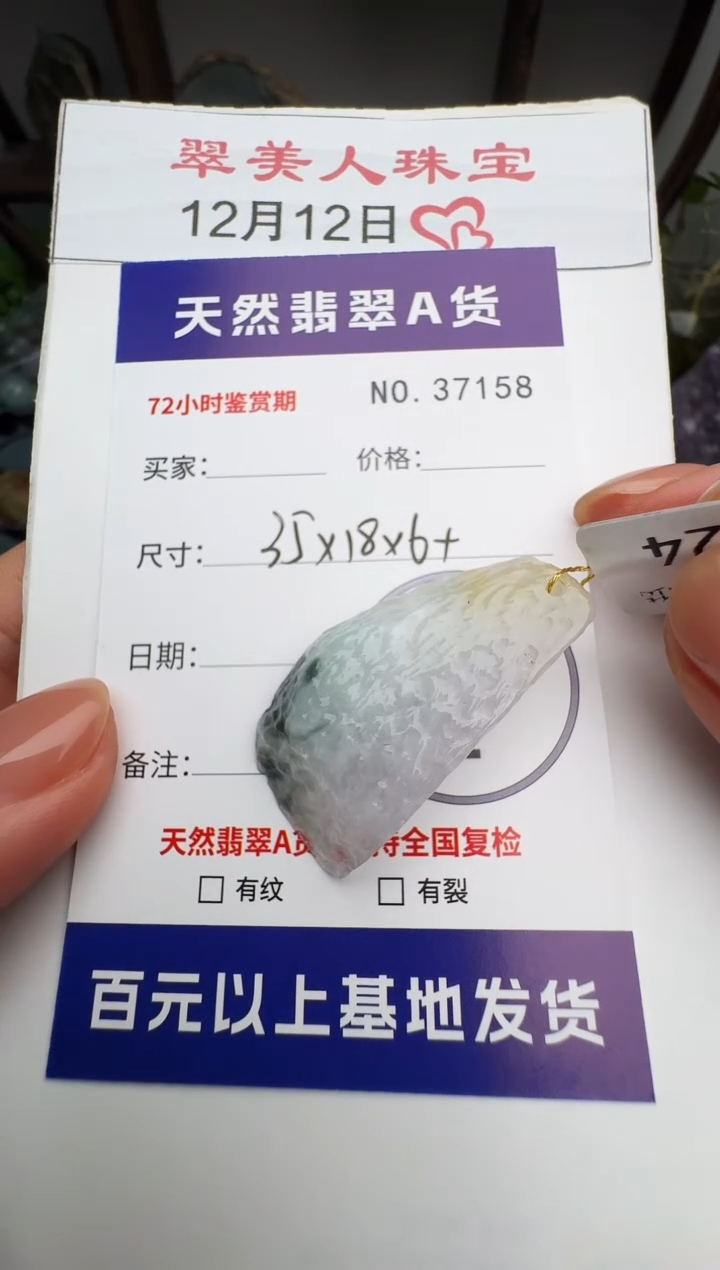 翠美人珠宝
12月12日
天然翡翠A货
72小时鉴赏期 NO.37158
买家: 价格:
尺寸: 35x18x6+
24
日期:
备注:
天然翡翠A 持全国复检
有纹 有裂
百元以上基地发货